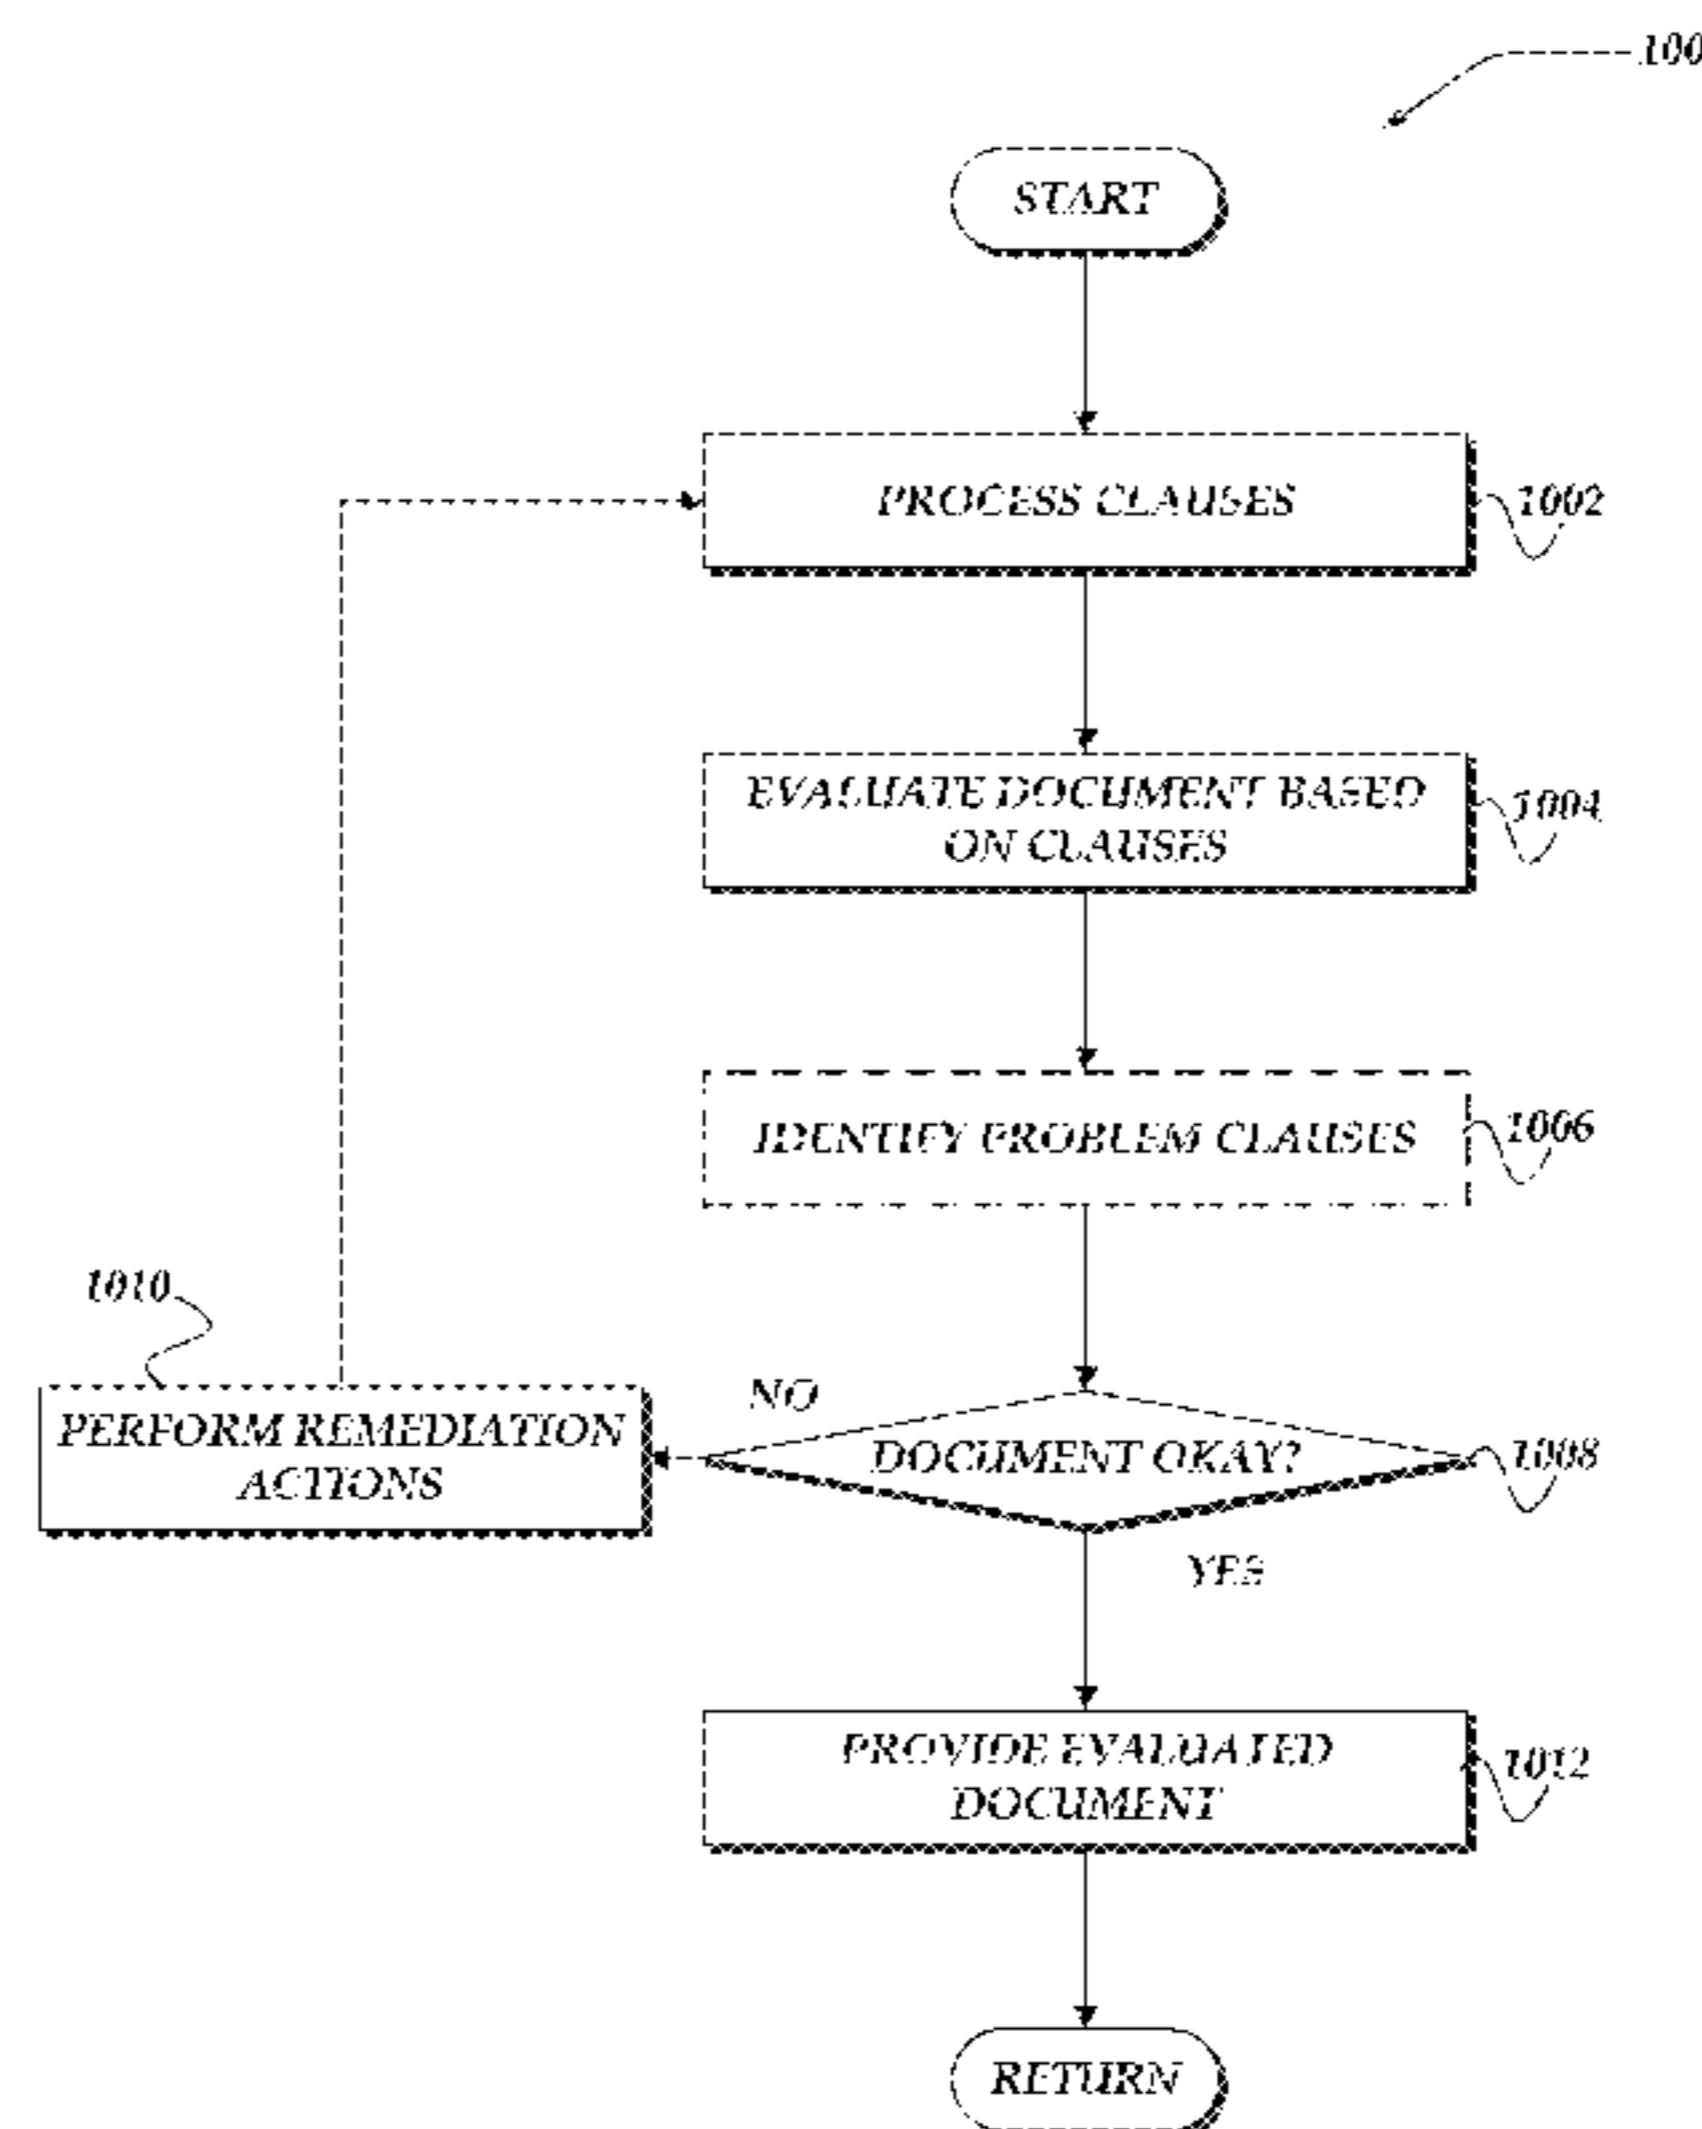 100
START
PROCESS CLAUSES
1002
EVALUATE DOCUMENT BASED
ON CLAUSES
1004
IDENTIFY PROBLEM CLAUSES
1006
1010
NO
PERFORM REMEDIATION
ACTIONS
DOCUMENT OKAY?
1008
YES
PROVIDE EVALUATED
DOCUMENT
1012
RETURN